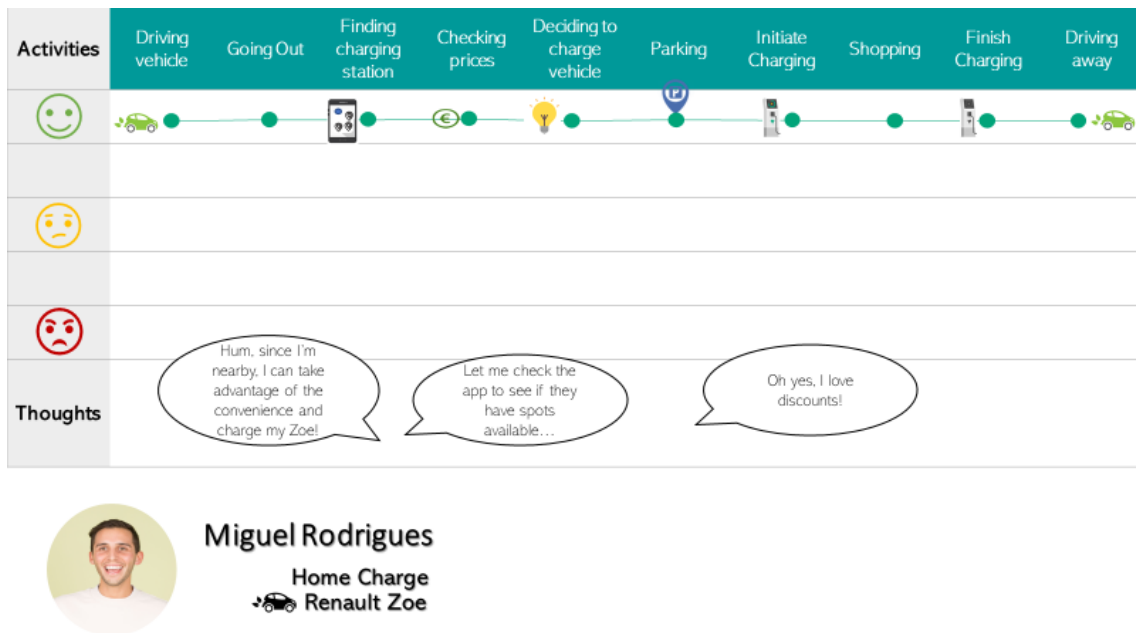 Activities
Driving
vehicle
Going Out
Finding
charging
station
Checking
prices
Deciding to
charge
vehicle
Parking
Initiate
Charging
Shopping
Finish
Charging
Driving
away
€
P
Hum, since I'm
nearby, I can take
advantage of the
convenience and
charge my Zoe!
Let me check the
app to see if they
have spots
available...
Oh yes, I love
discounts!
Thoughts
Miguel Rodrigues
Home Charge
Renault Zoe